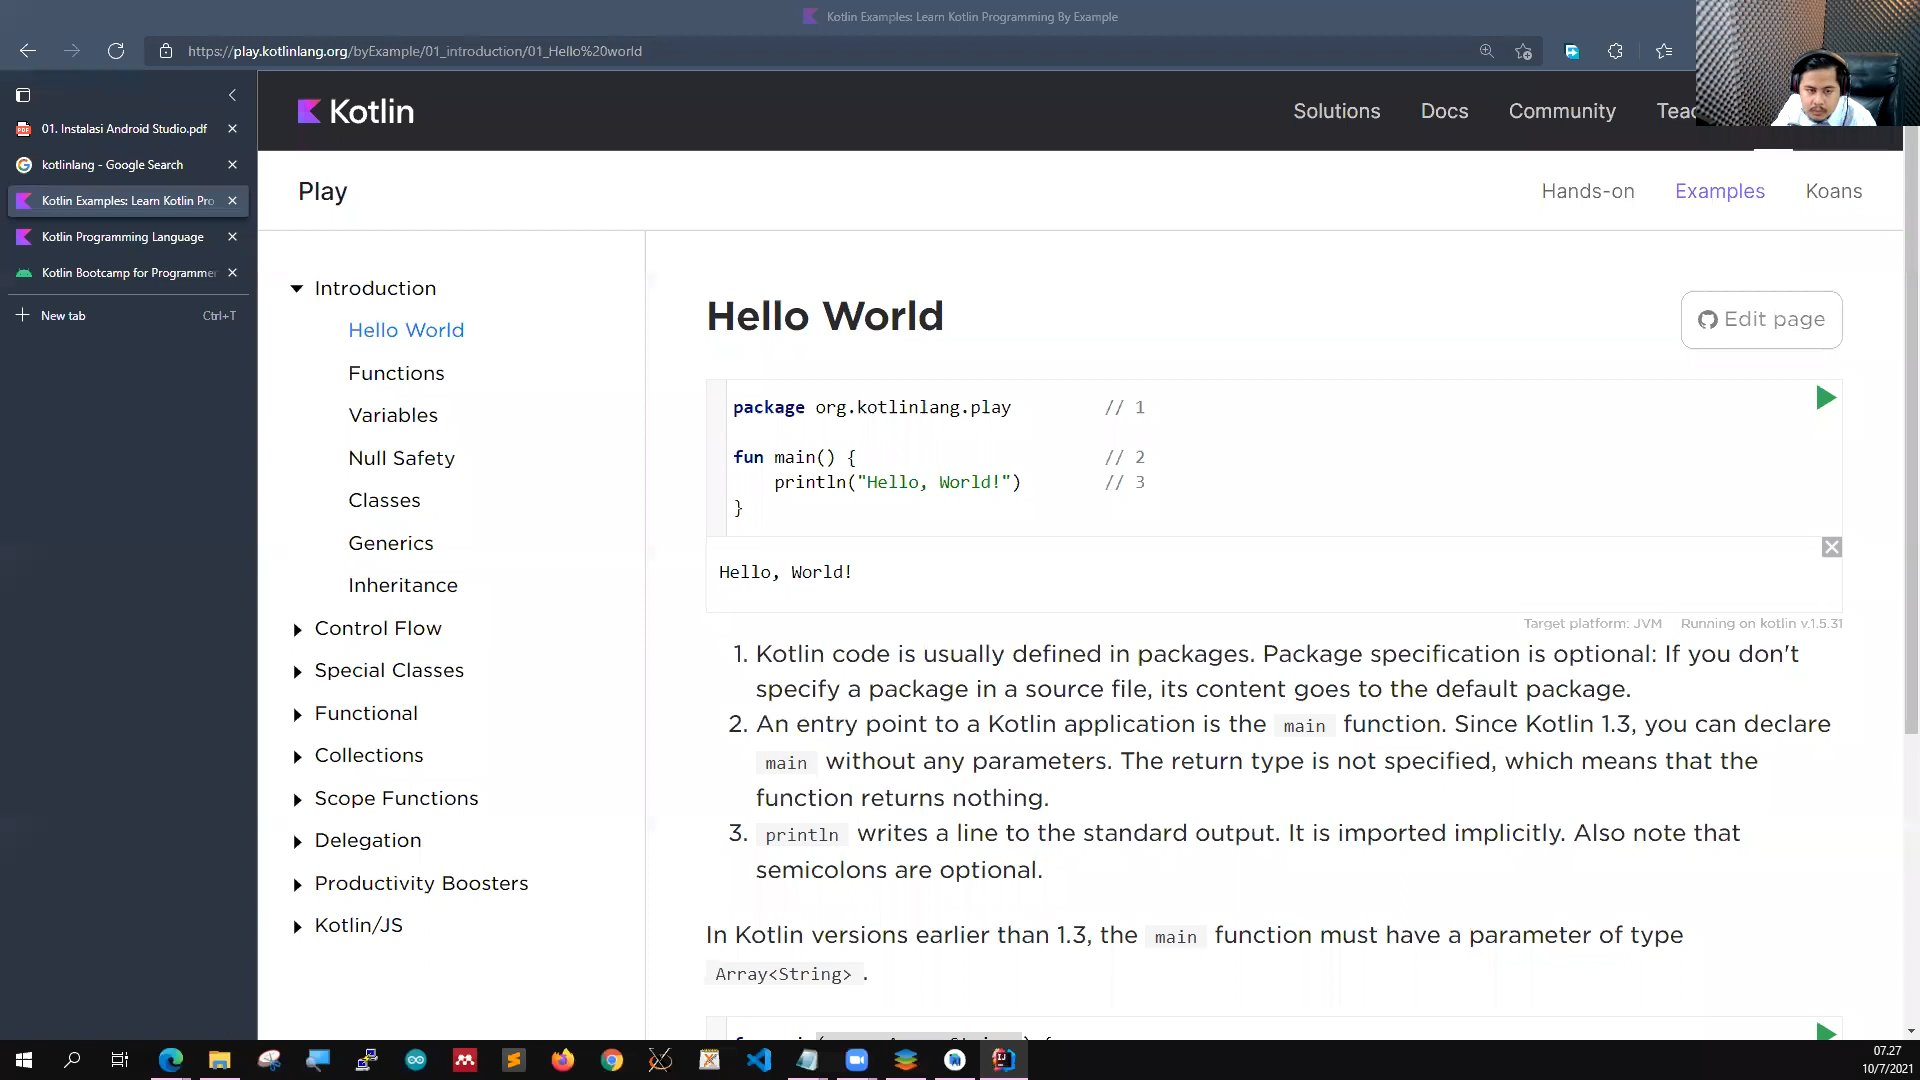 Kotlin Examples: Learn Kotlin Programming By Example
https://play.kotlinlang.org/byExample/01_introduction/01_Hello%20world
01. Instalasi Android Studio.pdf
kotlinlang - Google Search
Kotlin Examples: Learn Kotlin Pro
Kotlin Programming Language
Kotlin Bootcamp for Programmer
New tab Ctrl+T
Kotlin
Solutions Docs Community Teac
Play
Hands-on Examples Koans
Introduction
Hello World
Functions
Variables
Null Safety
Classes
Generics
Inheritance
Control Flow
Special Classes
Functional
Collections
Scope Functions
Delegation
Productivity Boosters
Kotlin/JS
Hello World
Edit page
package org.kotlinlang.play // 1
fun main() { // 2
println("Hello, World!") // 3
}
Hello, World!
Target platform: JVM Running on kotlin v.1.5.31
1. Kotlin code is usually defined in packages. Package specification is optional: If you don't
specify a package in a source file, its content goes to the default package.
2. An entry point to a Kotlin application is the main function. Since Kotlin 1.3, you can declare
main without any parameters. The return type is not specified, which means that the
function returns nothing.
3. println writes a line to the standard output. It is imported implicitly. Also note that
semicolons are optional.
In Kotlin versions earlier than 1.3, the main function must have a parameter of type
Array<String> .
07.27
10/7/2021